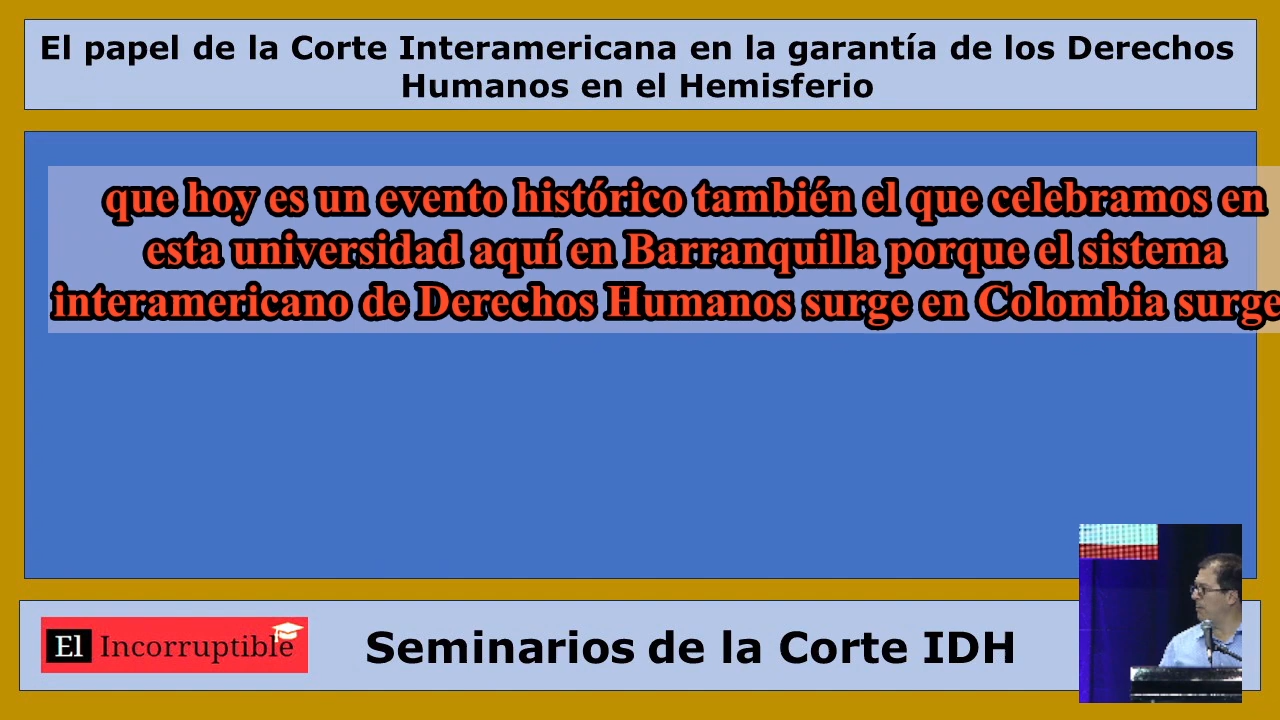 El papel de la Corte Interamericana en la garantía de los Derechos
Humanos en el Hemisferio
que hoy es un evento histórico también el que celebramos en
esta universidad aquí en Barranquilla porque el sistema
interamericano de Derechos Humanos surge en Colombia surge
El Incorruptible
Seminarios de la Corte IDH